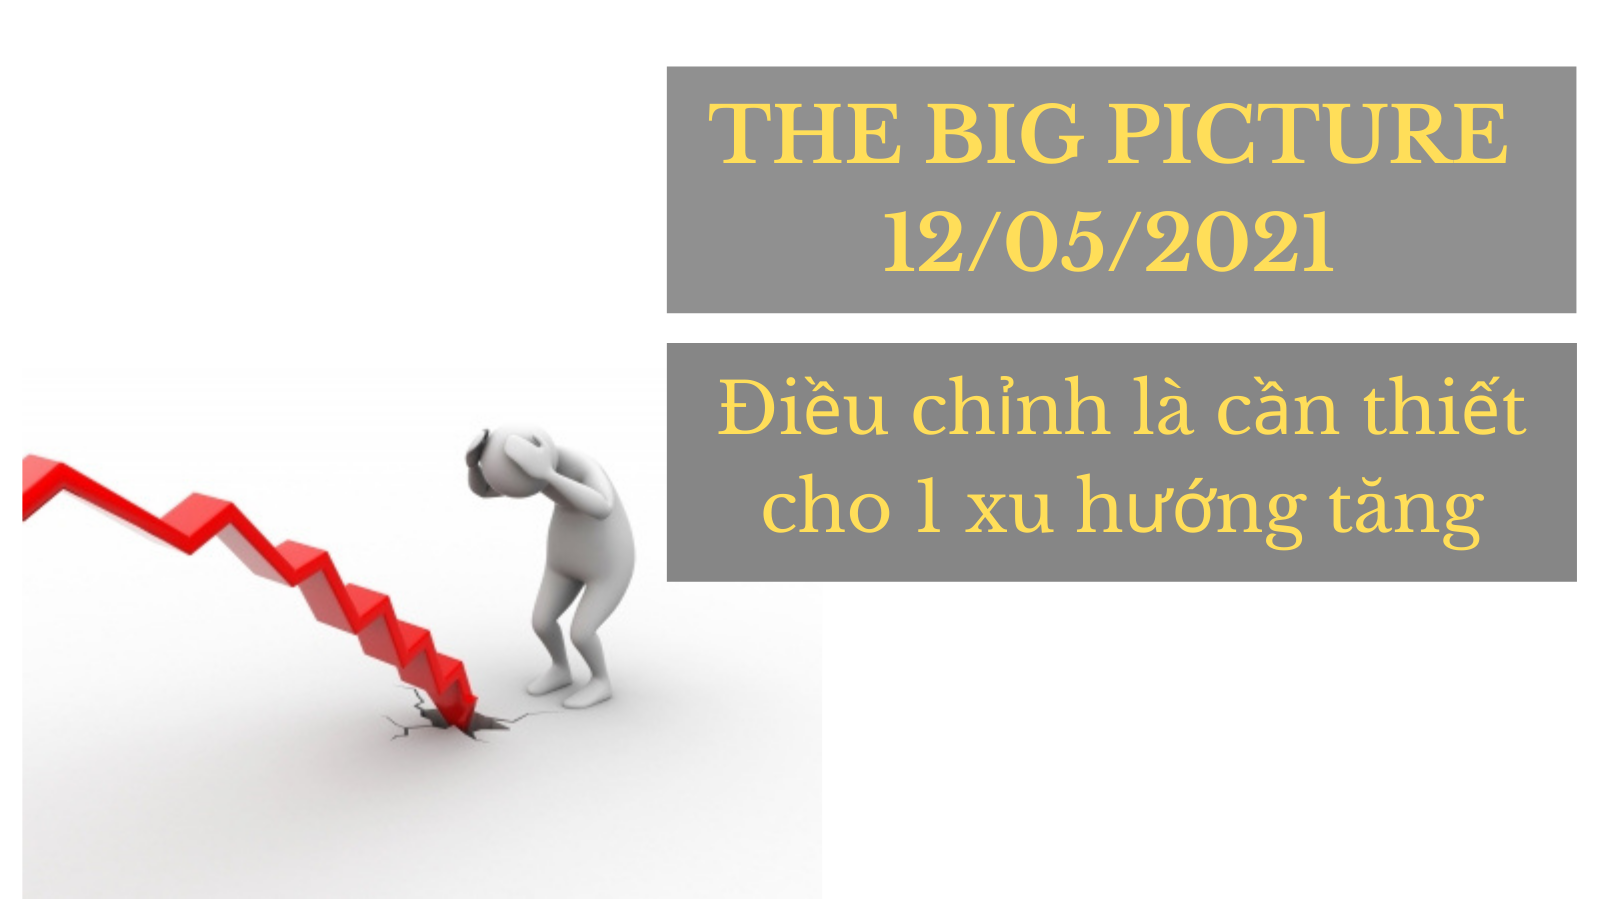 THE BIG PICTURE
12/05/2021
Điều chỉnh là cần thiết
cho 1 xu hướng tăng